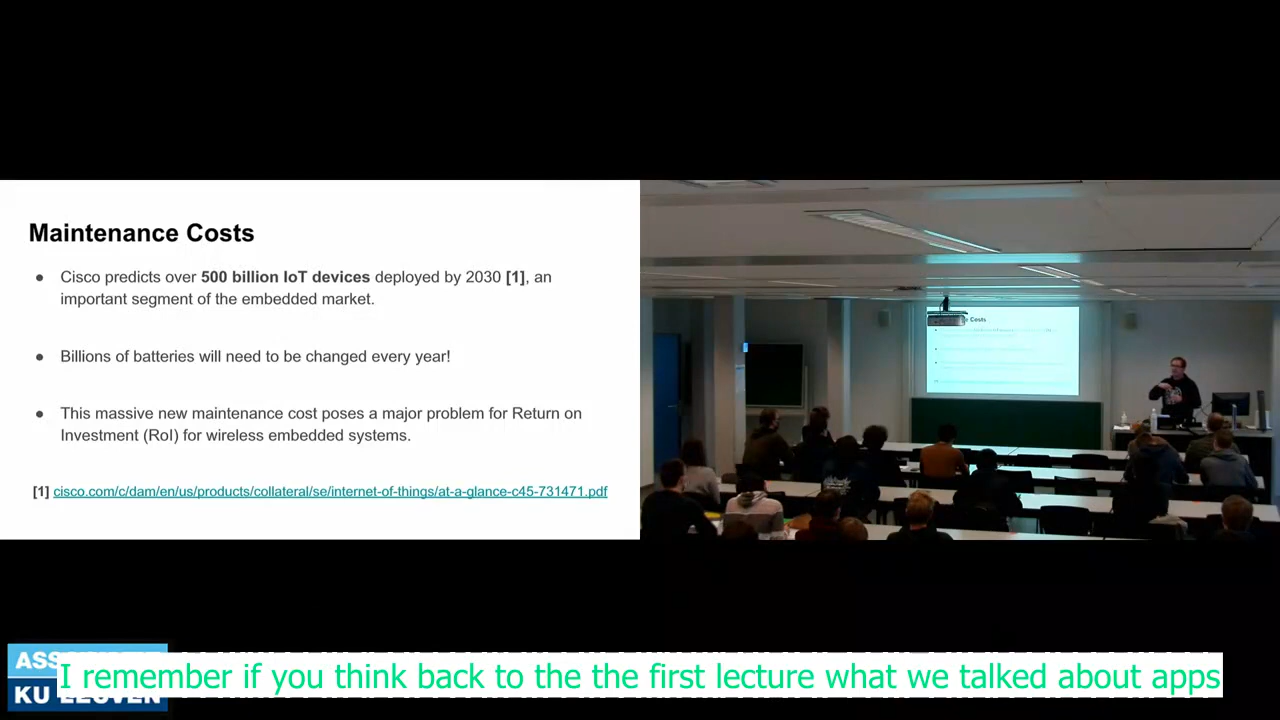 Maintenance Costs
● Cisco predicts over 500 billion IoT devices deployed by 2030 [1], an
important segment of the embedded market.
● Billions of batteries will need to be changed every year!
● This massive new maintenance cost poses a major problem for Return on
Investment (RoI) for wireless embedded systems.
[1] cisco.com/c/dam/en/us/products/collateral/se/internet-of-things/at-a-glance-c45-731471.pdf
Costs
KU LEUVEN
I remember if you think back to the the first lecture what we talked about apps